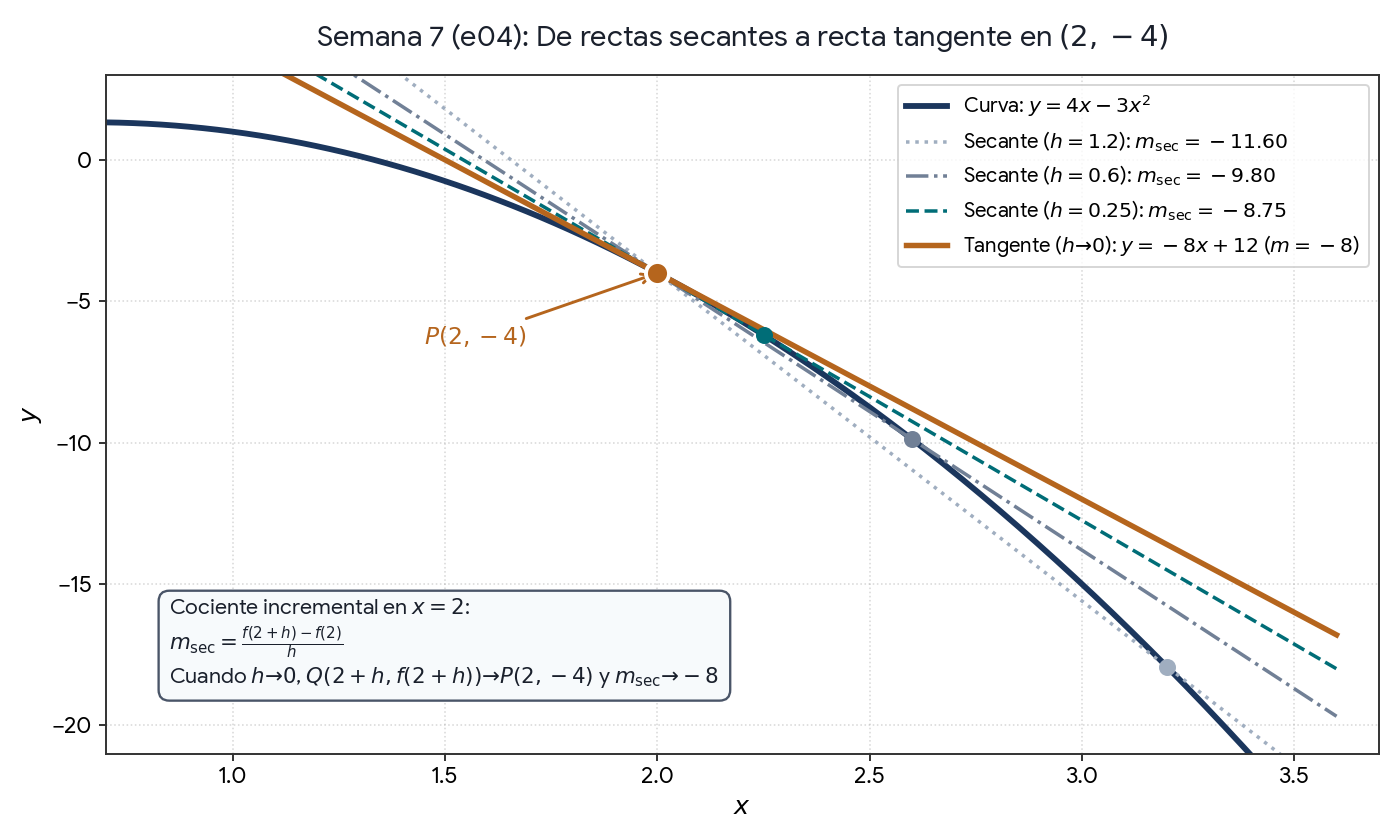 Semana 7 (e04): De rectas secantes a recta tangente en (2, −4)
Curva: y = 4x − 3x²
Secante (h = 1.2): m_sec = −11.60
Secante (h = 0.6): m_sec = −9.80
Secante (h = 0.25): m_sec = −8.75
Tangente (h→0): y = −8x + 12 (m = −8)
P(2, −4)
Cociente incremental en x = 2:
m_sec = f(2 + h) − f(2) / h
Cuando h→0, Q(2 + h, f(2 + h))→P(2, −4) y m_sec→−8
y
0
−5
−10
−15
−20
1.0 1.5 2.0 2.5 3.0 3.5
x